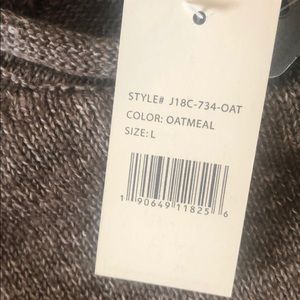 STYLE# J18C-734-OAT
COLOR: OATMEAL
SIZE: L
1 90649 11825 6